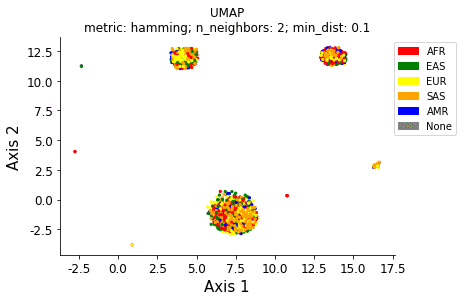 UMAP
metric: hamming; n_neighbors: 2; min_dist: 0.1
12.5
10.0
7.5
5.0
2.5
0.0
-2.5
Axis 2
-2.5 0.0 2.5 5.0 7.5 10.0 12.5 15.0 17.5
Axis 1
AFR
EAS
EUR
SAS
AMR
None